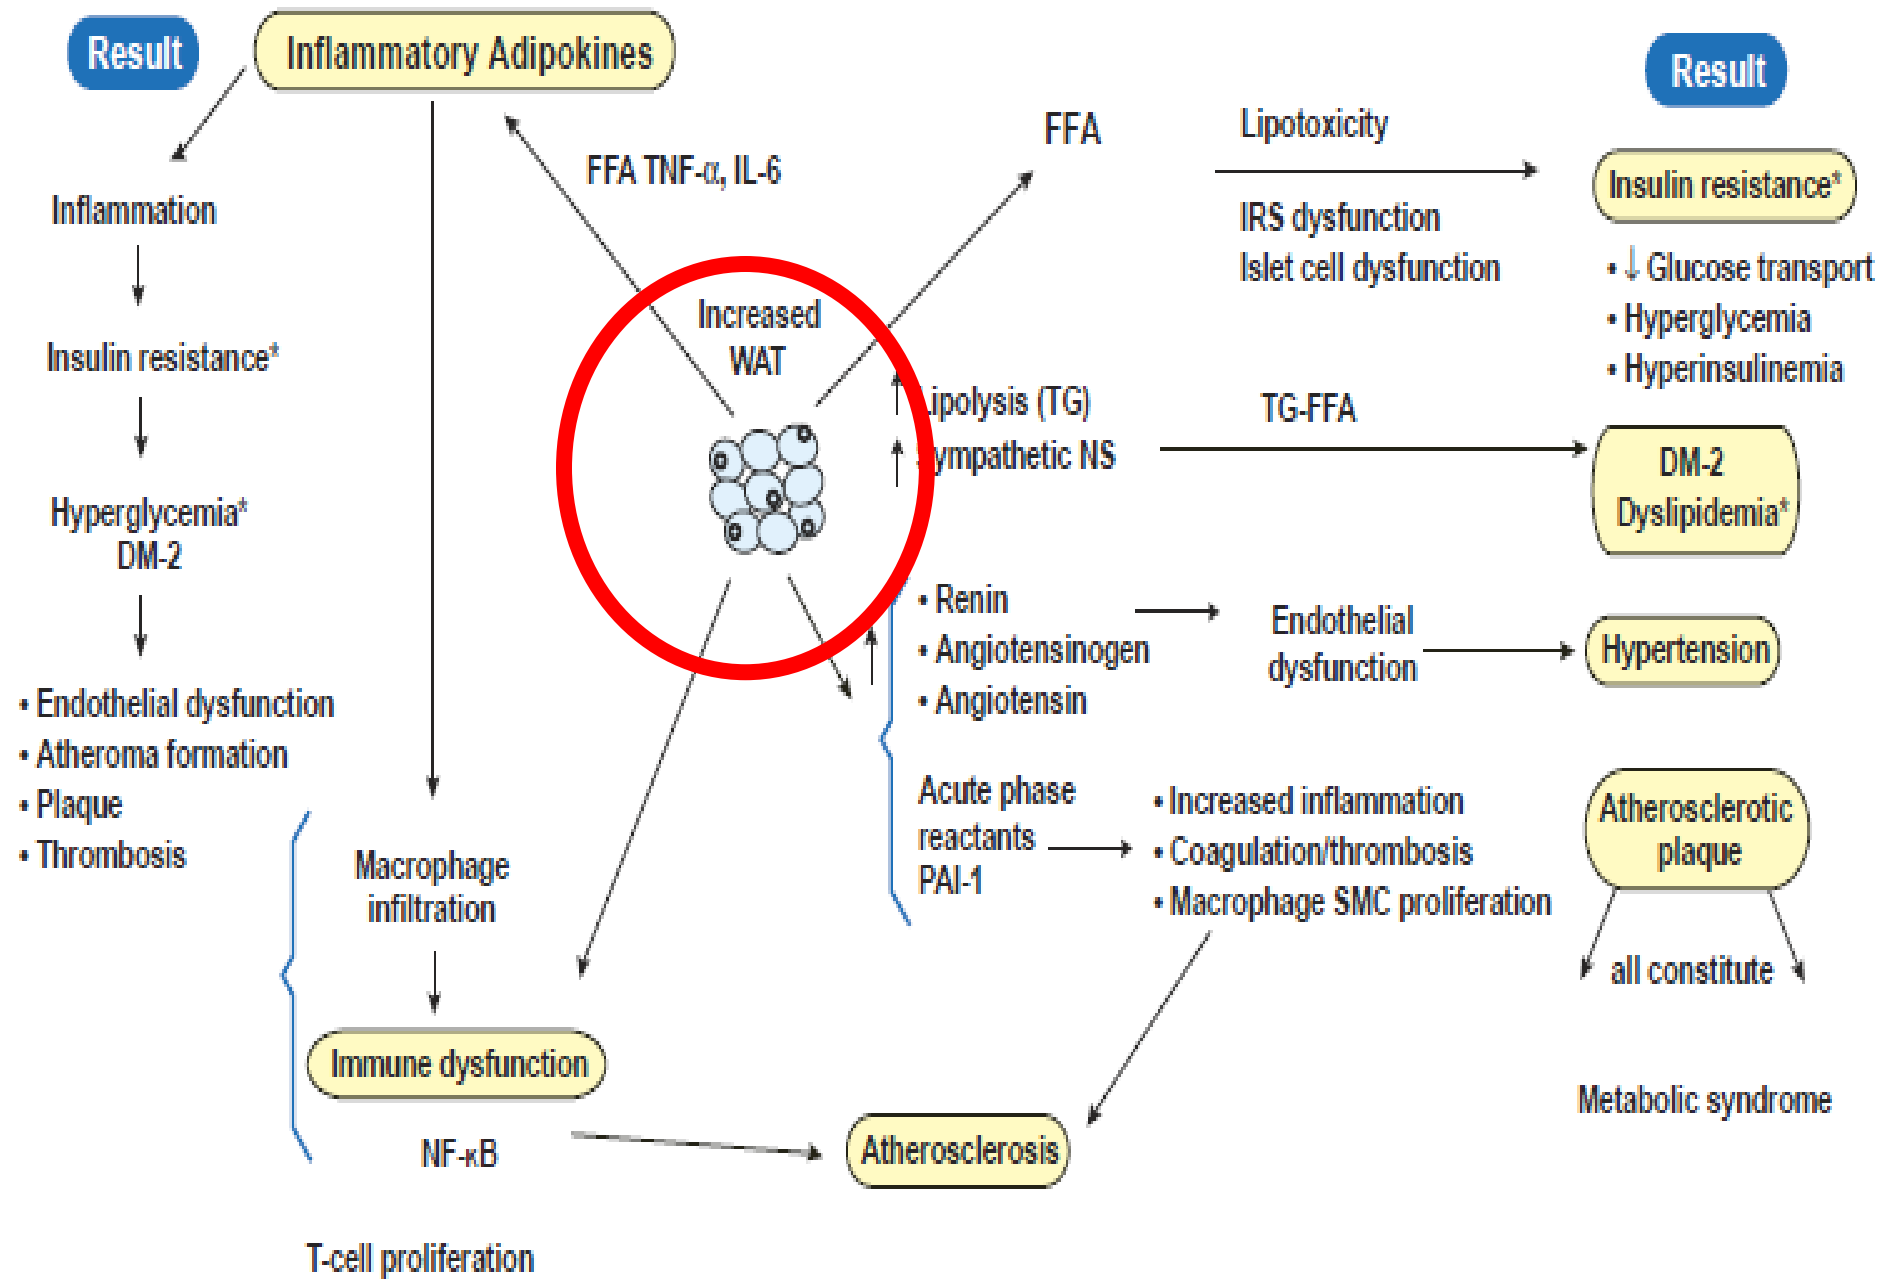 Result
Inflammatory Adipokines
Result
FFA
Lipotoxicity
FFA TNF-α, IL-6
Insulin resistance*
Inflammation
IRS dysfunction
Islet cell dysfunction
• ↓ Glucose transport
• Hyperglycemia
• Hyperinsulinemia
Increased
WAT
Insulin resistance*
↑ Lipolysis (TG)
↑ Sympathetic NS
TG-FFA
DM-2
Dyslipidemia*
Hyperglycemia*
DM-2
• Renin
• Angiotensinogen
• Angiotensin
Endothelial
dysfunction
Hypertension
• Endothelial dysfunction
• Atheroma formation
• Plaque
• Thrombosis
Acute phase
reactants
PAI-1
• Increased inflammation
• Coagulation/thrombosis
• Macrophage SMC proliferation
Atherosclerotic
plaque
Macrophage
infiltration
all constitute
Immune dysfunction
Metabolic syndrome
NF-κB
Atherosclerosis
T-cell proliferation